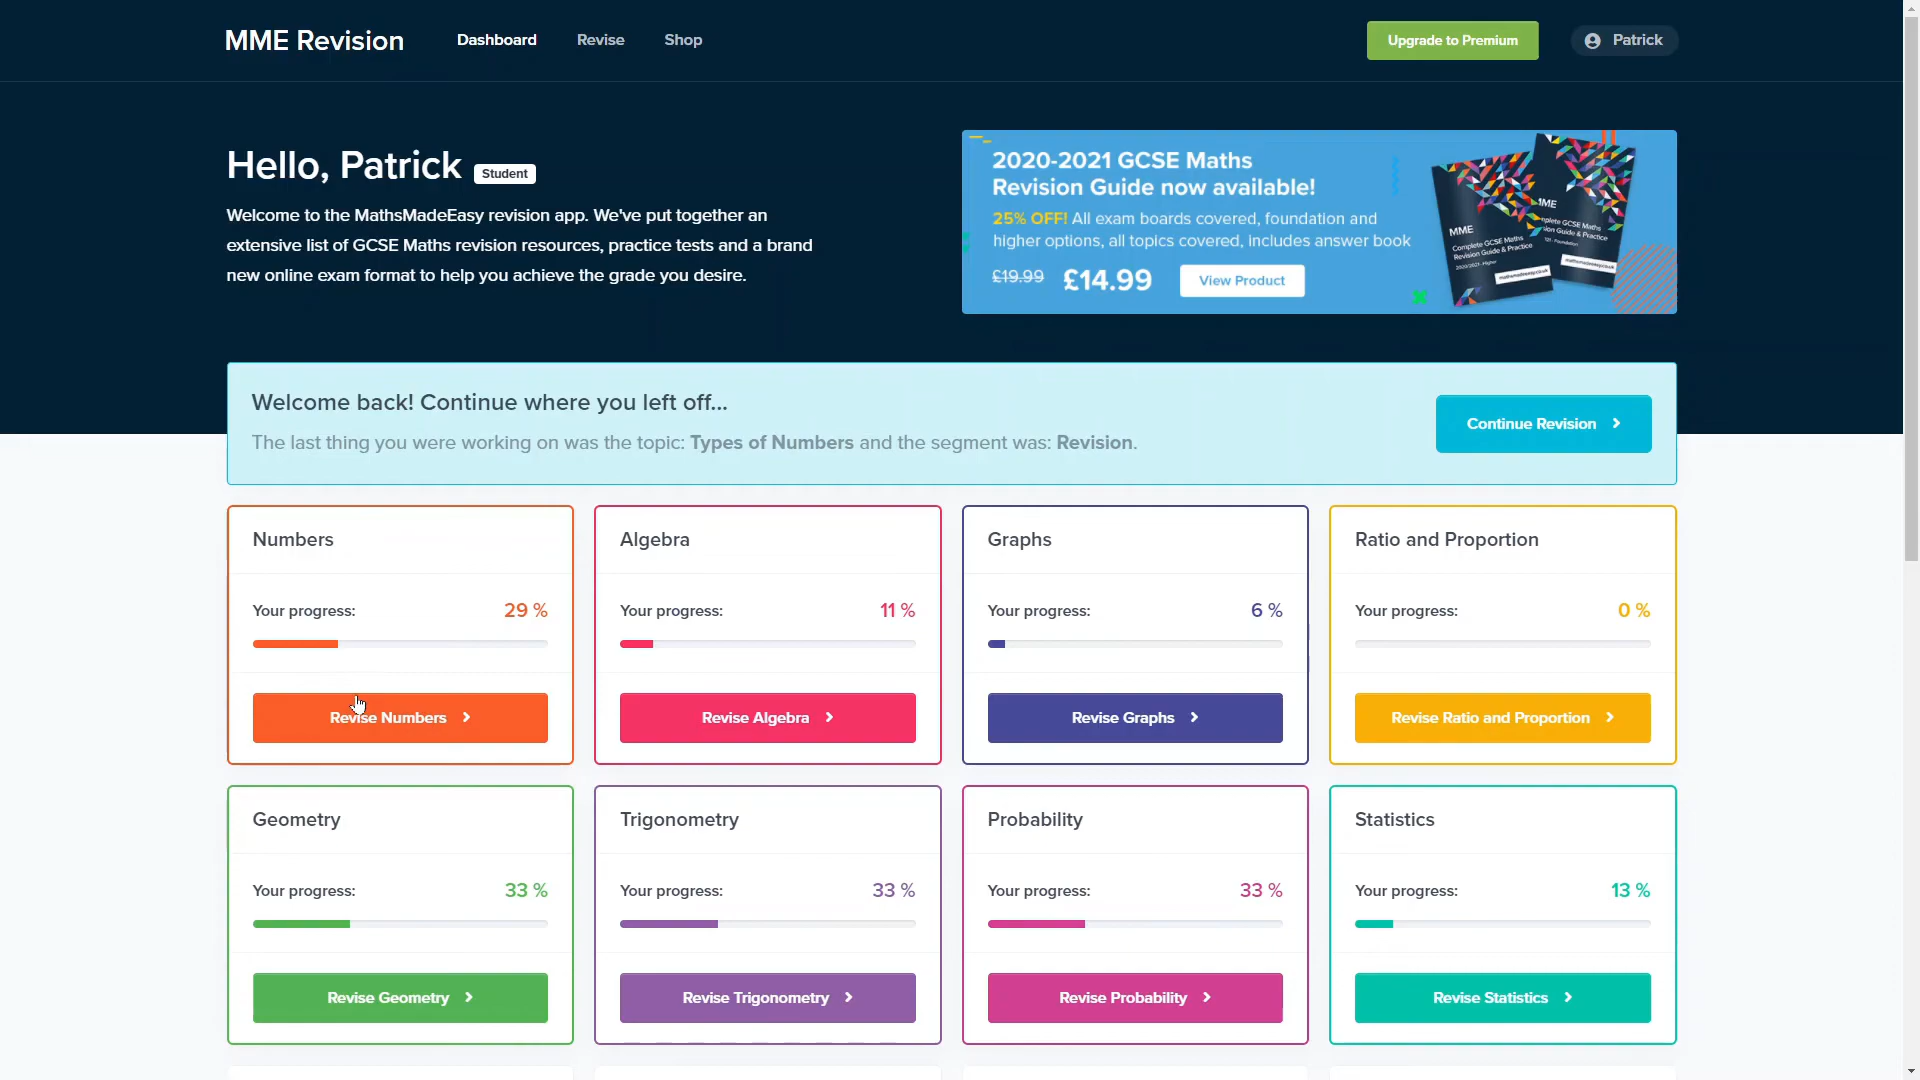 MME Revision
Dashboard
Revise
Shop
Upgrade to Premium
Patrick
Hello, Patrick
Student
Welcome to the MathsMadeEasy revision app. We've put together an
extensive list of GCSE Maths revision resources, practice tests and a brand
new online exam format to help you achieve the grade you desire.
2020-2021 GCSE Maths
Revision Guide now available!
25% OFF! All exam boards covered, foundation and
higher options, all topics covered, includes answer book
£19.99 £14.99
View Product
MME
Complete GCSE Maths
Revision Guide & Practice
Welcome back! Continue where you left off...
The last thing you were working on was the topic: Types of Numbers and the segment was: Revision.
Continue Revision
Numbers
Your progress: 29 %
Revise Numbers
Algebra
Your progress: 11 %
Revise Algebra
Graphs
Your progress: 6 %
Revise Graphs
Ratio and Proportion
Your progress: 0 %
Revise Ratio and Proportion
Geometry
Your progress: 33 %
Revise Geometry
Trigonometry
Your progress: 33 %
Revise Trigonometry
Probability
Your progress: 33 %
Revise Probability
Statistics
Your progress: 13 %
Revise Statistics